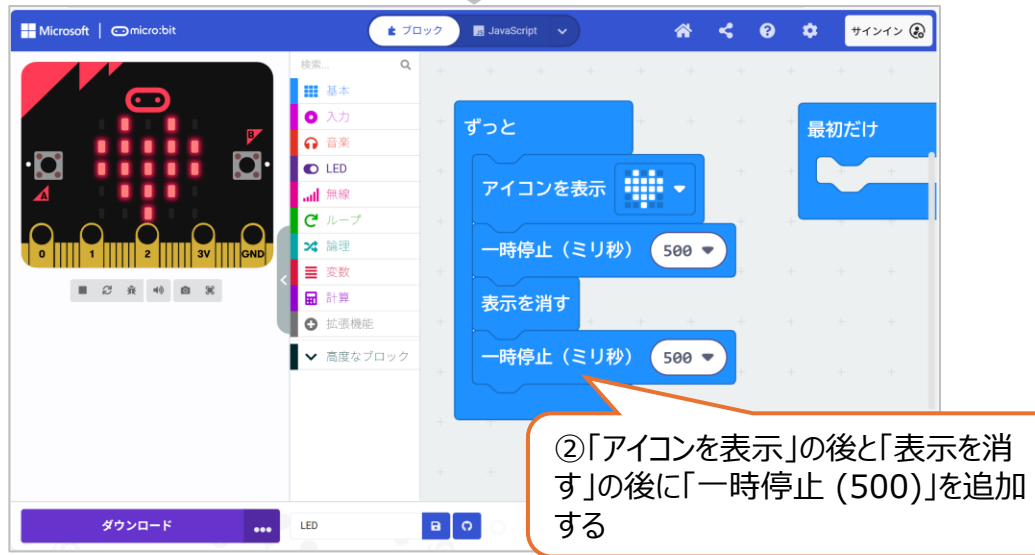 Microsoft | micro:bit
ブロック
JavaScript
サインイン
検索...
基本
入力
音楽
LED
無線
ループ
論理
変数
計算
拡張機能
高度なブロック
A
B
0 1 2 3V GND
ずっと
アイコンを表示
一時停止（ミリ秒） 500
表示を消す
一時停止（ミリ秒） 500
最初だけ
②「アイコンを表示」の後と「表示を消
す」の後に「一時停止 (500)」を追加
する
ダウンロード
LED